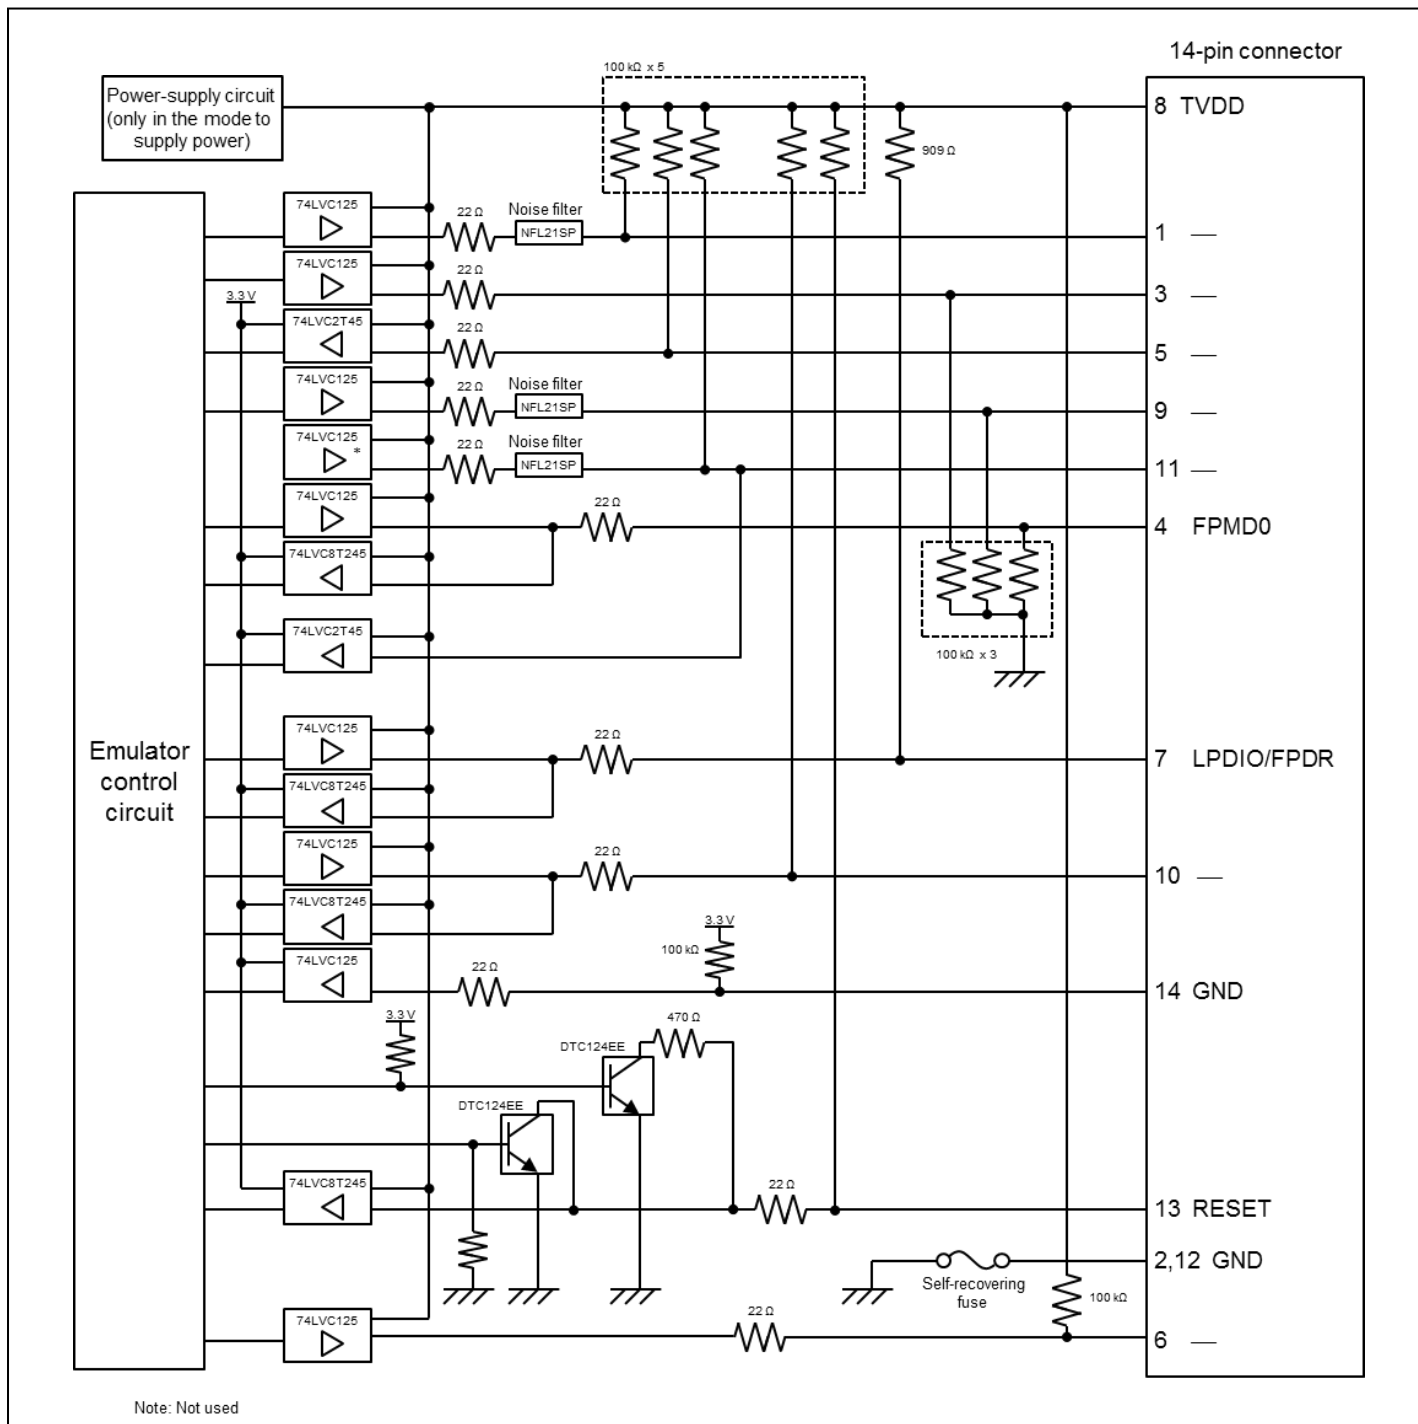 14-pin connector
100 kΩ x 5
Power-supply circuit
(only in the mode to
supply power)
8 TVDD
909 Ω
74LVC125
22 Ω
Noise filter
NFL21SP
1 —
74LVC125
22 Ω
3 —
3.3 V
74LVC2T45
22 Ω
5 —
74LVC125
22 Ω
Noise filter
NFL21SP
9 —
74LVC125
*
22 Ω
Noise filter
NFL21SP
11 —
74LVC125
22 Ω
4 FPMD0
74LVC8T245
74LVC2T45
100 kΩ x 3
Emulator
control
circuit
74LVC125
22 Ω
7 LPDIO/FPDR
74LVC8T245
74LVC125
22 Ω
10 —
74LVC8T245
3.3 V
100 kΩ
74LVC125
22 Ω
14 GND
3.3 V
470 Ω
DTC124EE
DTC124EE
74LVC8T245
22 Ω
13 RESET
2,12 GND
Self-recovering
fuse
100 kΩ
74LVC125
22 Ω
6 —
Note: Not used